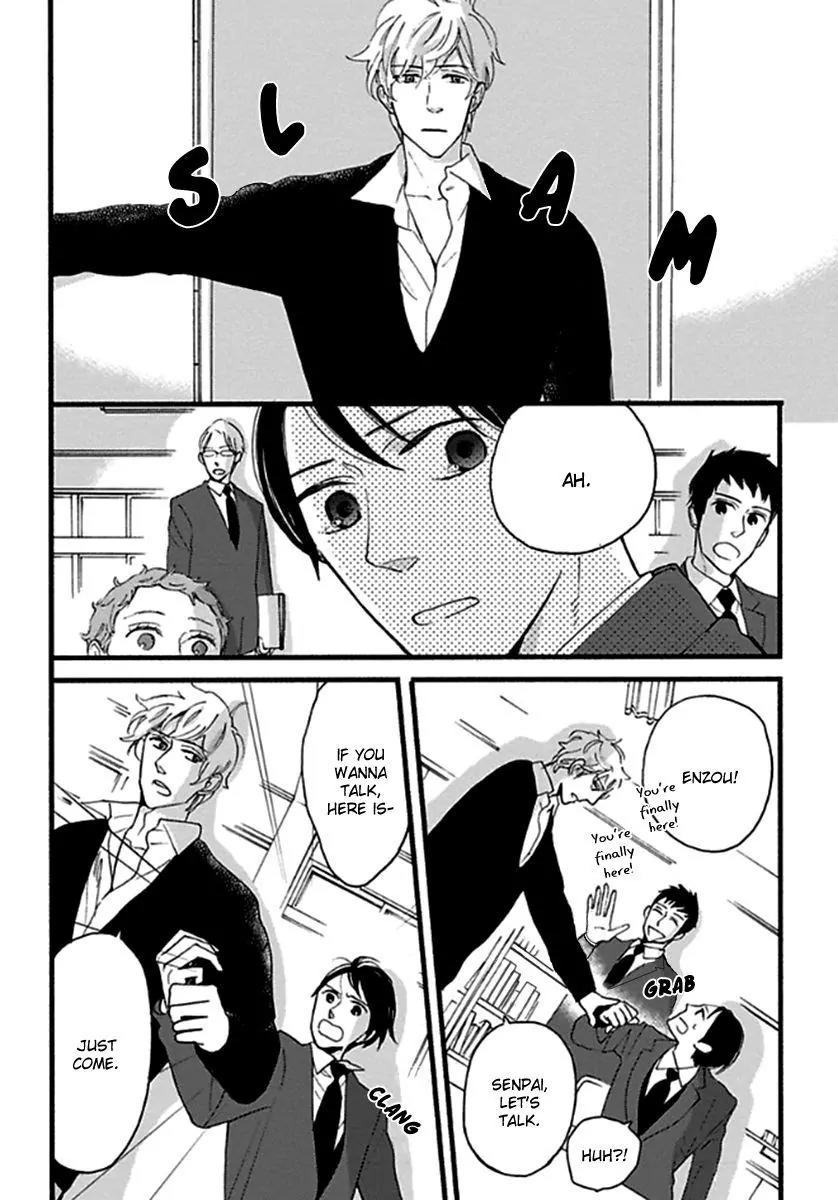 SLAM
AH.
ENZOU!
You're
finally
here!
You're
finally
here!
GRAB
SENPAI,
LET'S
TALK.
HUH?!
IF YOU
WANNA
TALK,
HERE IS-
JUST
COME.
CLANG